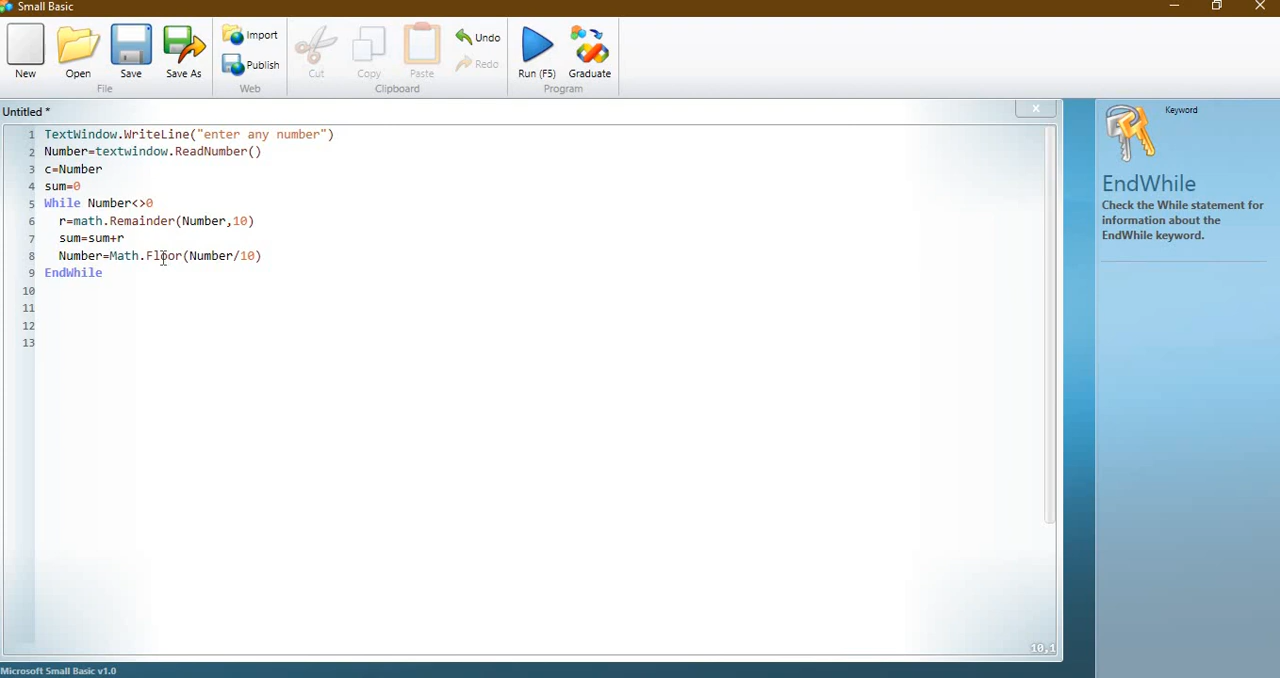 Small Basic
New
Open
Save
Save As
Import
Publish
Cut
Copy
Paste
Undo
Redo
Run (F5)
Graduate
File
Web
Clipboard
Program
Untitled *
1 TextWindow.WriteLine("enter any number")
2 Number=textwindow.ReadNumber()
3 c=Number
4 sum=0
5 While Number<>0
6 r=math.Remainder(Number,10)
7 sum=sum+r
8 Number=Math.Floor(Number/10)
9 EndWhile
10
11
12
13
10,1
Keyword
EndWhile
Check the While statement for
information about the
EndWhile keyword.
Microsoft Small Basic v1.0